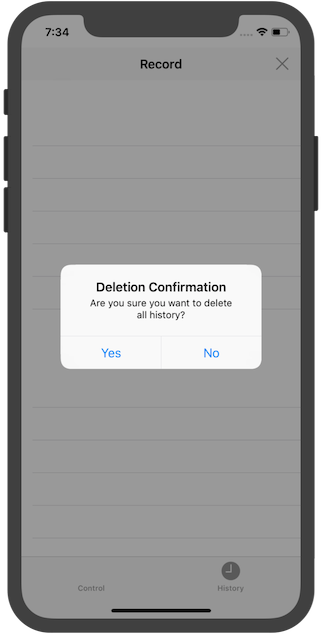 7:34
Record
Deletion Confirmation
Are you sure you want to delete
all history?
Yes No
Control History